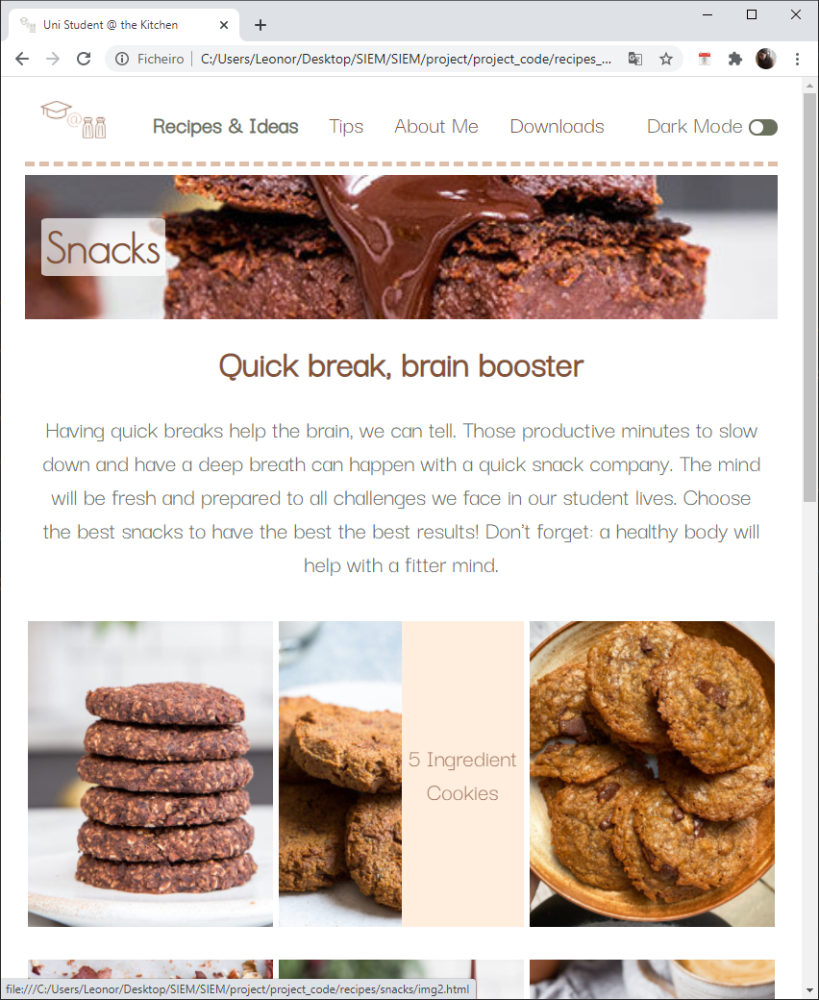 Uni Student @ the Kitchen
Ficheiro | C:/Users/Leonor/Desktop/SIEM/SIEM/project/project_code/recipes_...
@
Recipes & Ideas Tips About Me Downloads Dark Mode
Snacks
Quick break, brain booster
Having quick breaks help the brain, we can tell. Those productive minutes to slow
down and have a deep breath can happen with a quick snack company. The mind
will be fresh and prepared to all challenges we face in our student lives. Choose
the best snacks to have the best the best results! Don't forget: a healthy body will
help with a fitter mind.
5 Ingredient
Cookies
file:///C:/Users/Leonor/Desktop/SIEM/SIEM/project/project_code/recipes/snacks/img2.html